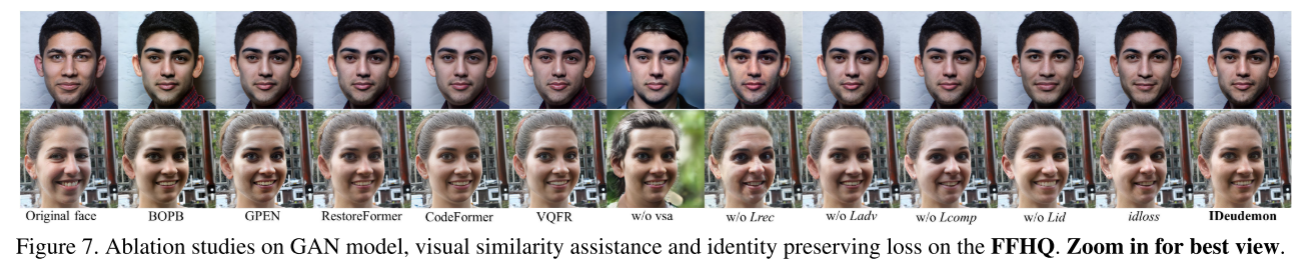 Original face BOPB GPEN RestoreFormer CodeFormer VQFR w/o vsa w/o Lrec w/o Ladv w/o Lcomp w/o Lid idloss IDeudemon
Figure 7. Ablation studies on GAN model, visual similarity assistance and identity preserving loss on the FFHQ. Zoom in for best view.